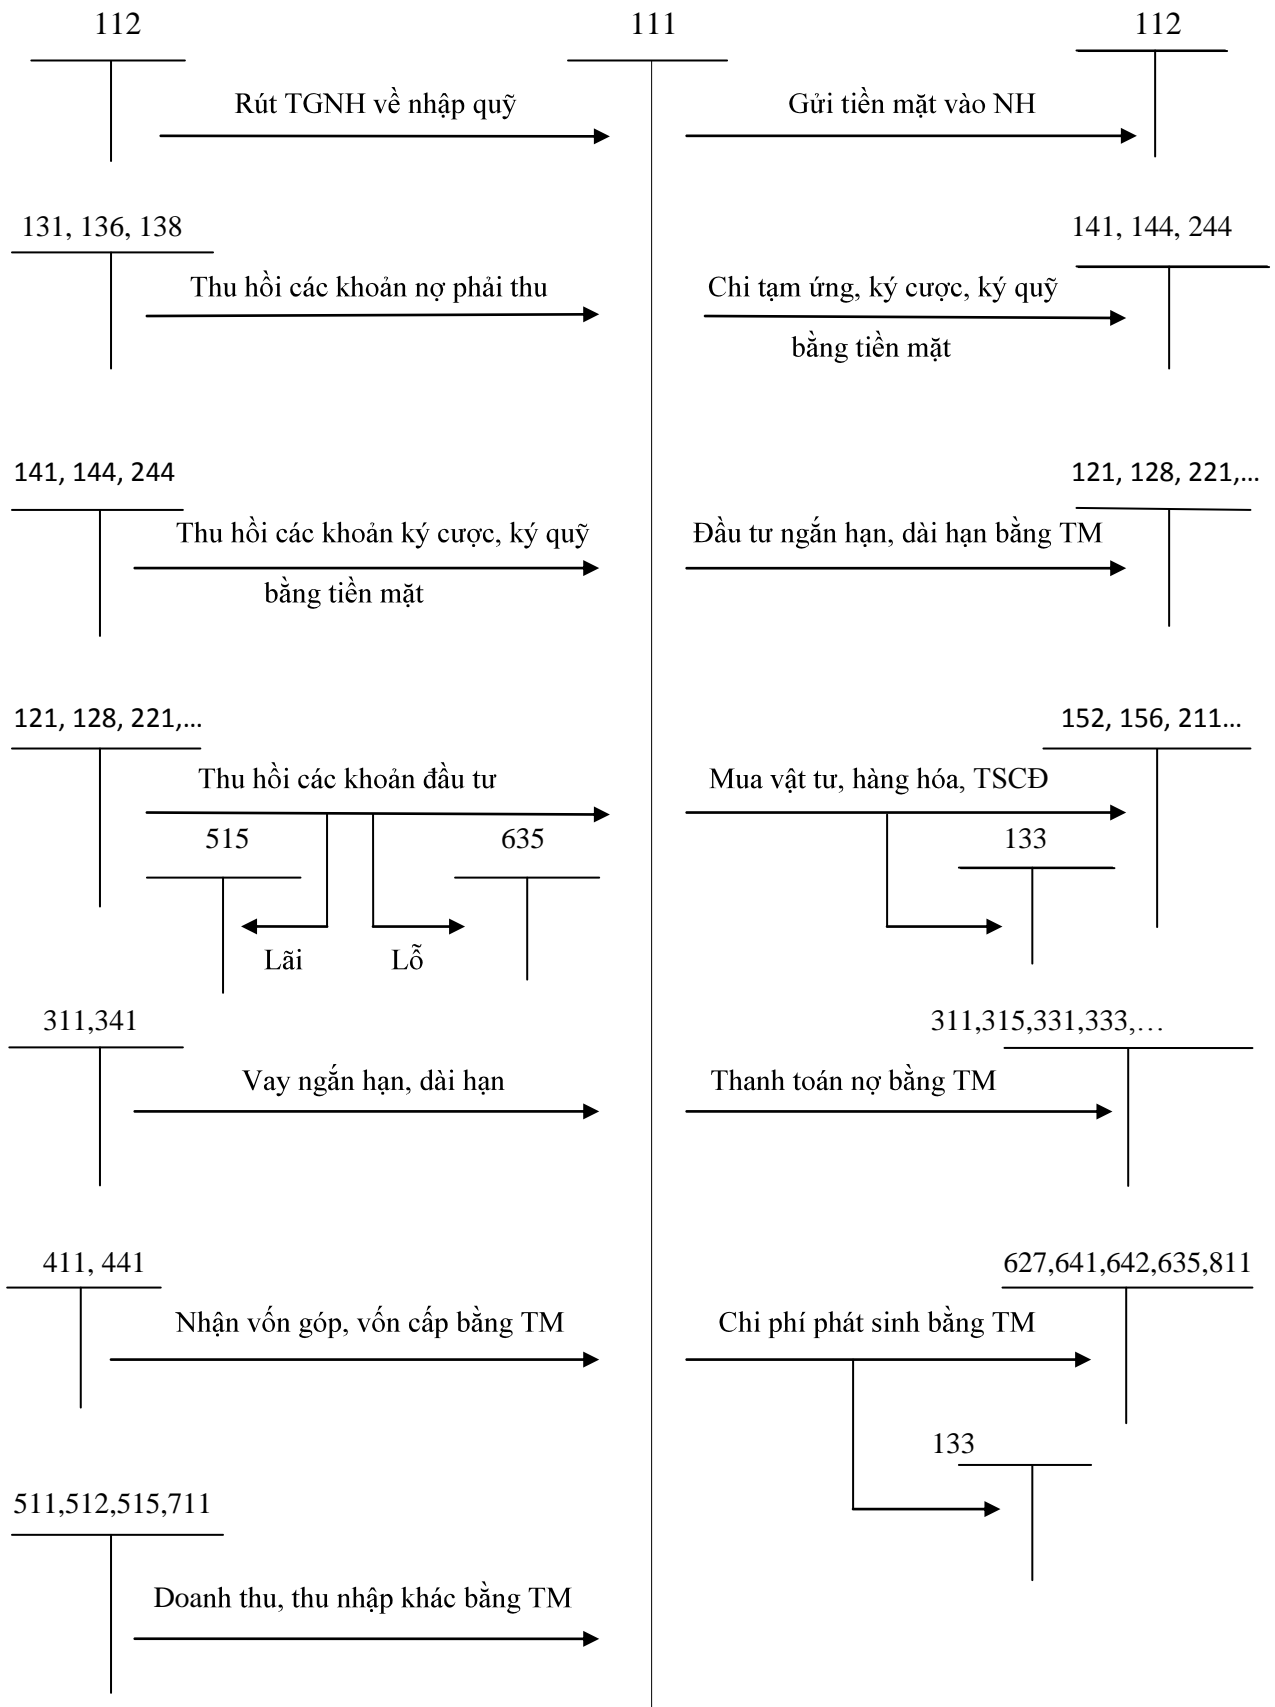 112
111
112
Rút TGNH về nhập quỹ
Gửi tiền mặt vào NH
131, 136, 138
141, 144, 244
Thu hồi các khoản nợ phải thu
Chi tạm ứng, ký cược, ký quỹ
bằng tiền mặt
141, 144, 244
121, 128, 221,...
Thu hồi các khoản ký cược, ký quỹ
bằng tiền mặt
Đầu tư ngắn hạn, dài hạn bằng TM
121, 128, 221,...
152, 156, 211...
Thu hồi các khoản đầu tư
Mua vật tư, hàng hóa, TSCĐ
515
635
133
Lãi
Lỗ
311,341
311,315,331,333,...
Vay ngắn hạn, dài hạn
Thanh toán nợ bằng TM
411, 441
627,641,642,635,811
Nhận vốn góp, vốn cấp bằng TM
Chi phí phát sinh bằng TM
133
511,512,515,711
Doanh thu, thu nhập khác bằng TM